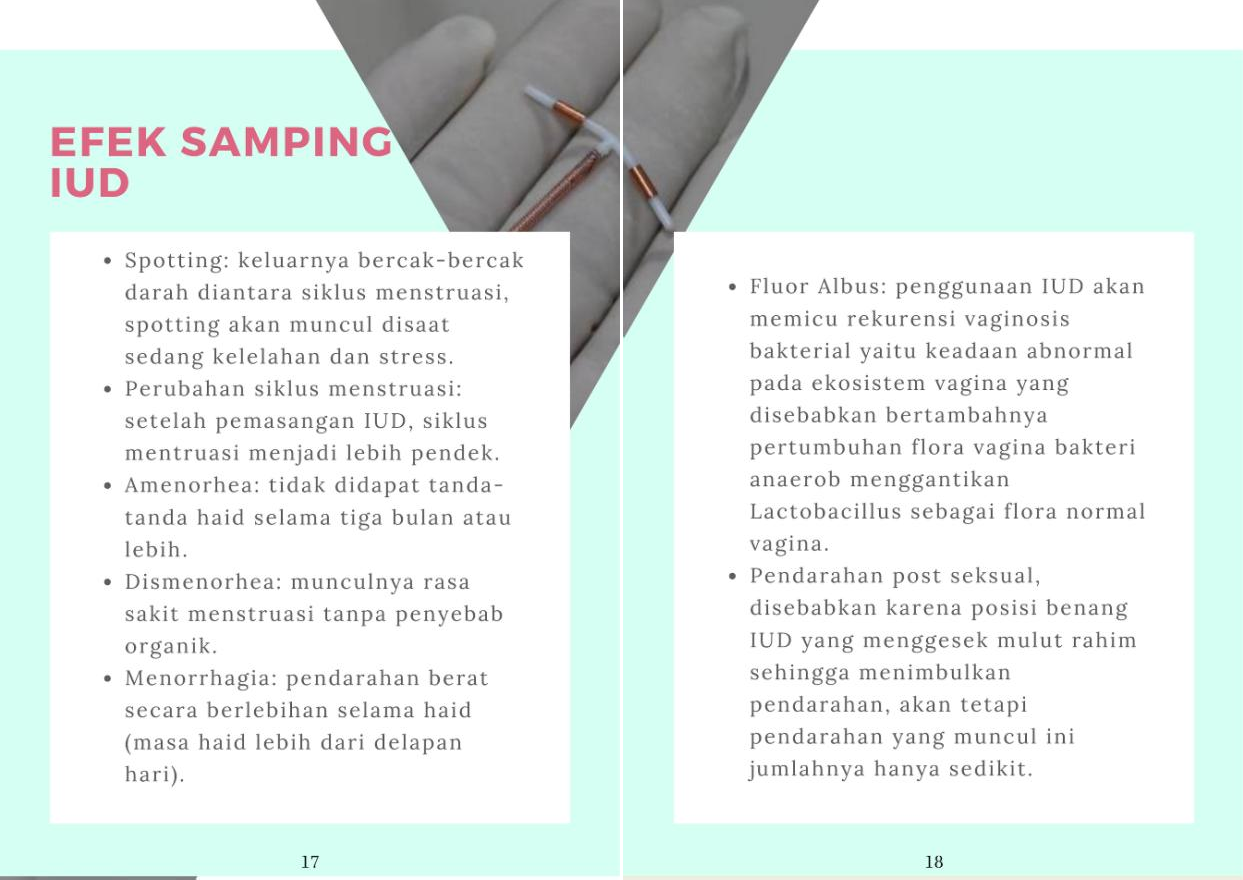 EFEK SAMPING
IUD
• Spotting: keluarnya bercak-bercak
darah diantara siklus menstruasi,
spotting akan muncul disaat
sedang kelelahan dan stress.
• Perubahan siklus menstruasi:
setelah pemasangan IUD, siklus
mentruasi menjadi lebih pendek.
• Amenorhea: tidak didapat tanda-
tanda haid selama tiga bulan atau
lebih.
• Dismenorhea: munculnya rasa
sakit menstruasi tanpa penyebab
organik.
• Menorrhagia: pendarahan berat
secara berlebihan selama haid
(masa haid lebih dari delapan
hari).
17
• Fluor Albus: penggunaan IUD akan
memicu rekurensi vaginosis
bakterial yaitu keadaan abnormal
pada ekosistem vagina yang
disebabkan bertambahnya
pertumbuhan flora vagina bakteri
anaerob menggantikan
Lactobacillus sebagai flora normal
vagina.
• Pendarahan post seksual,
disebabkan karena posisi benang
IUD yang menggesek mulut rahim
sehingga menimbulkan
pendarahan, akan tetapi
pendarahan yang muncul ini
jumlahnya hanya sedikit.
18